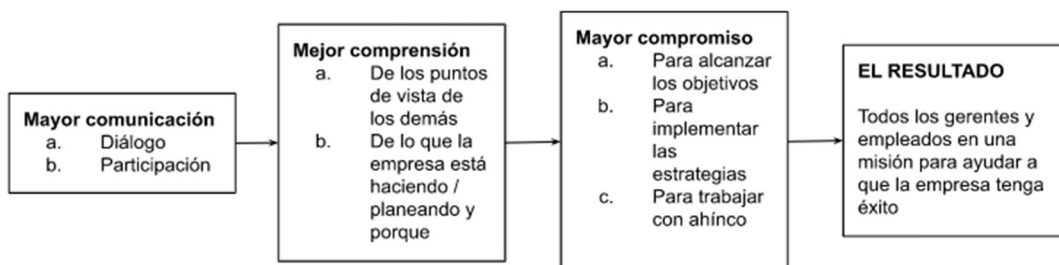 Mayor comunicación
a. Diálogo
b. Participación
Mejor comprensión
a. De los puntos
de vista de
los demás
b. De lo que la
empresa está
haciendo /
planeando y
porque
Mayor compromiso
a. Para alcanzar
los objetivos
b. Para
implementar
las
estrategias
c. Para trabajar
con ahínco
EL RESULTADO
Todos los gerentes y
empleados en una
misión para ayudar a
que la empresa tenga
éxito